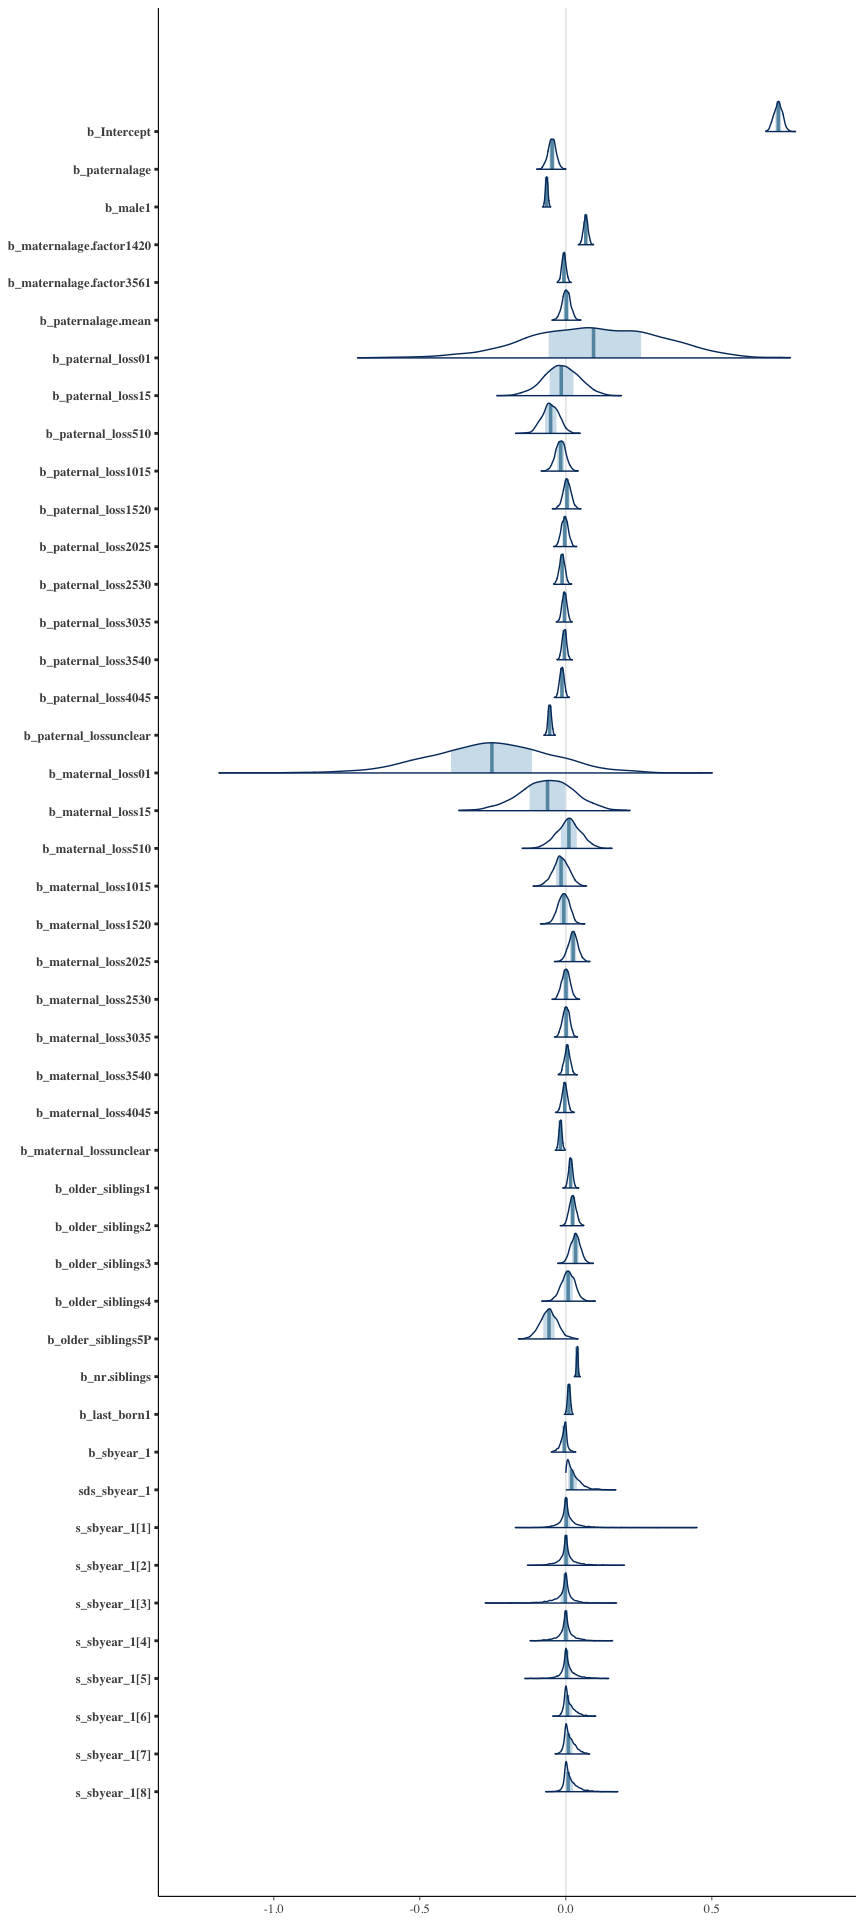 b_Intercept
b_paternalage
b_male1
b_maternalage.factor1420
b_maternalage.factor3561
b_paternalage.mean
b_paternal_loss01
b_paternal_loss15
b_paternal_loss510
b_paternal_loss1015
b_paternal_loss1520
b_paternal_loss2025
b_paternal_loss2530
b_paternal_loss3035
b_paternal_loss3540
b_paternal_loss4045
b_paternal_lossunclear
b_maternal_loss01
b_maternal_loss15
b_maternal_loss510
b_maternal_loss1015
b_maternal_loss1520
b_maternal_loss2025
b_maternal_loss2530
b_maternal_loss3035
b_maternal_loss3540
b_maternal_loss4045
b_maternal_lossunclear
b_older_siblings1
b_older_siblings2
b_older_siblings3
b_older_siblings4
b_older_siblings5P
b_nr.siblings
b_last_born1
b_sbyear_1
sds_sbyear_1
s_sbyear_1[1]
s_sbyear_1[2]
s_sbyear_1[3]
s_sbyear_1[4]
s_sbyear_1[5]
s_sbyear_1[6]
s_sbyear_1[7]
s_sbyear_1[8]
-1.0 -0.5 0.0 0.5